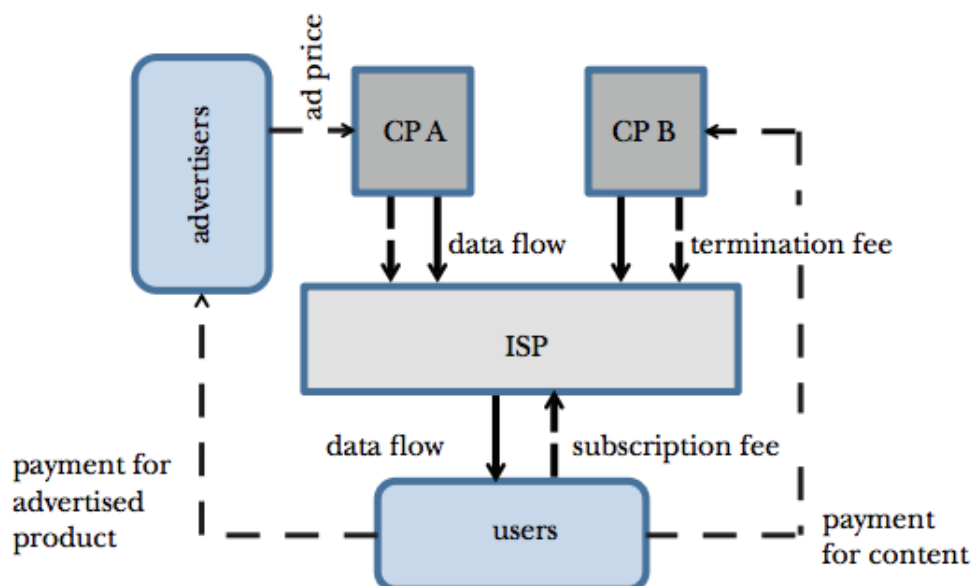 ad price
advertisers
CP A
CP B
data flow
termination fee
ISP
data flow
subscription fee
payment for
advertised
product
users
payment
for content